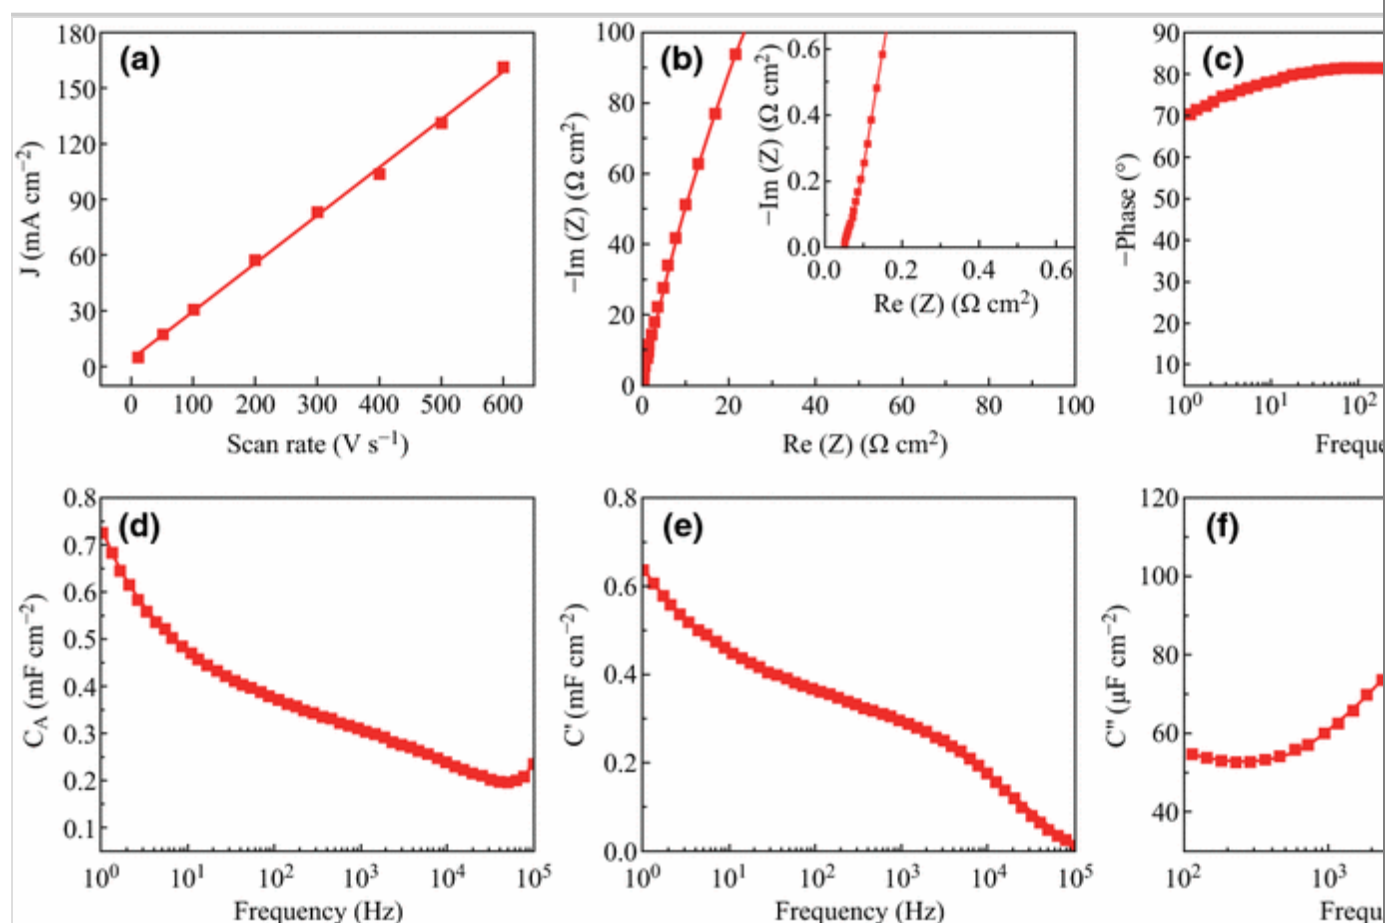 (a)
180
150
120
90
60
30
0
J (mA cm⁻²)
0 100 200 300 400 500 600
Scan rate (V s⁻¹)
(b)
100
80
60
40
20
0
−Im (Z) (Ω cm²)
0 20 40 60 80 100
Re (Z) (Ω cm²)
0.6
0.4
0.2
0.0
−Im (Z) (Ω cm²)
0.0 0.2 0.4 0.6
Re (Z) (Ω cm²)
(c)
90
80
70
60
50
40
30
20
10
−Phase (°)
10⁰ 10¹ 10²
Freque
(d)
0.8
0.7
0.6
0.5
0.4
0.3
0.2
0.1
C_A (mF cm⁻²)
10⁰ 10¹ 10² 10³ 10⁴ 10⁵
Frequency (Hz)
(e)
0.8
0.6
0.4
0.2
0.0
C' (mF cm⁻²)
10⁰ 10¹ 10² 10³ 10⁴ 10⁵
Frequency (Hz)
(f)
120
100
80
60
40
C'' (μF cm⁻²)
10² 10³
Frequ